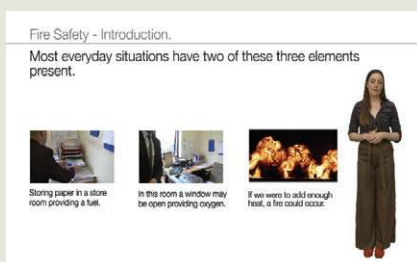 Fire Safety - Introduction.
Most everyday situations have two of these three elements
present.
Storing paper in a store
room providing a fuel.
In this room a window may
be open providing oxygen.
If we were to add enough
heat, a fire could occur.